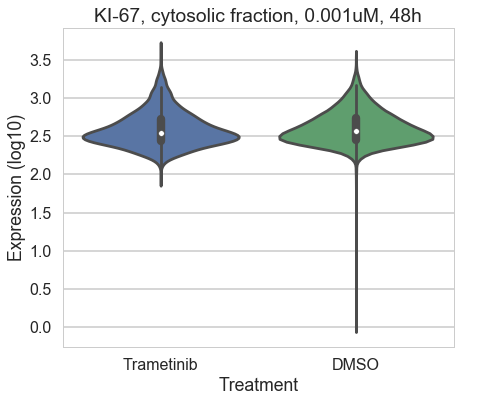 KI-67, cytosolic fraction, 0.001uM, 48h
Expression (log10)
3.5
3.0
2.5
2.0
1.5
1.0
0.5
0.0
Trametinib DMSO
Treatment